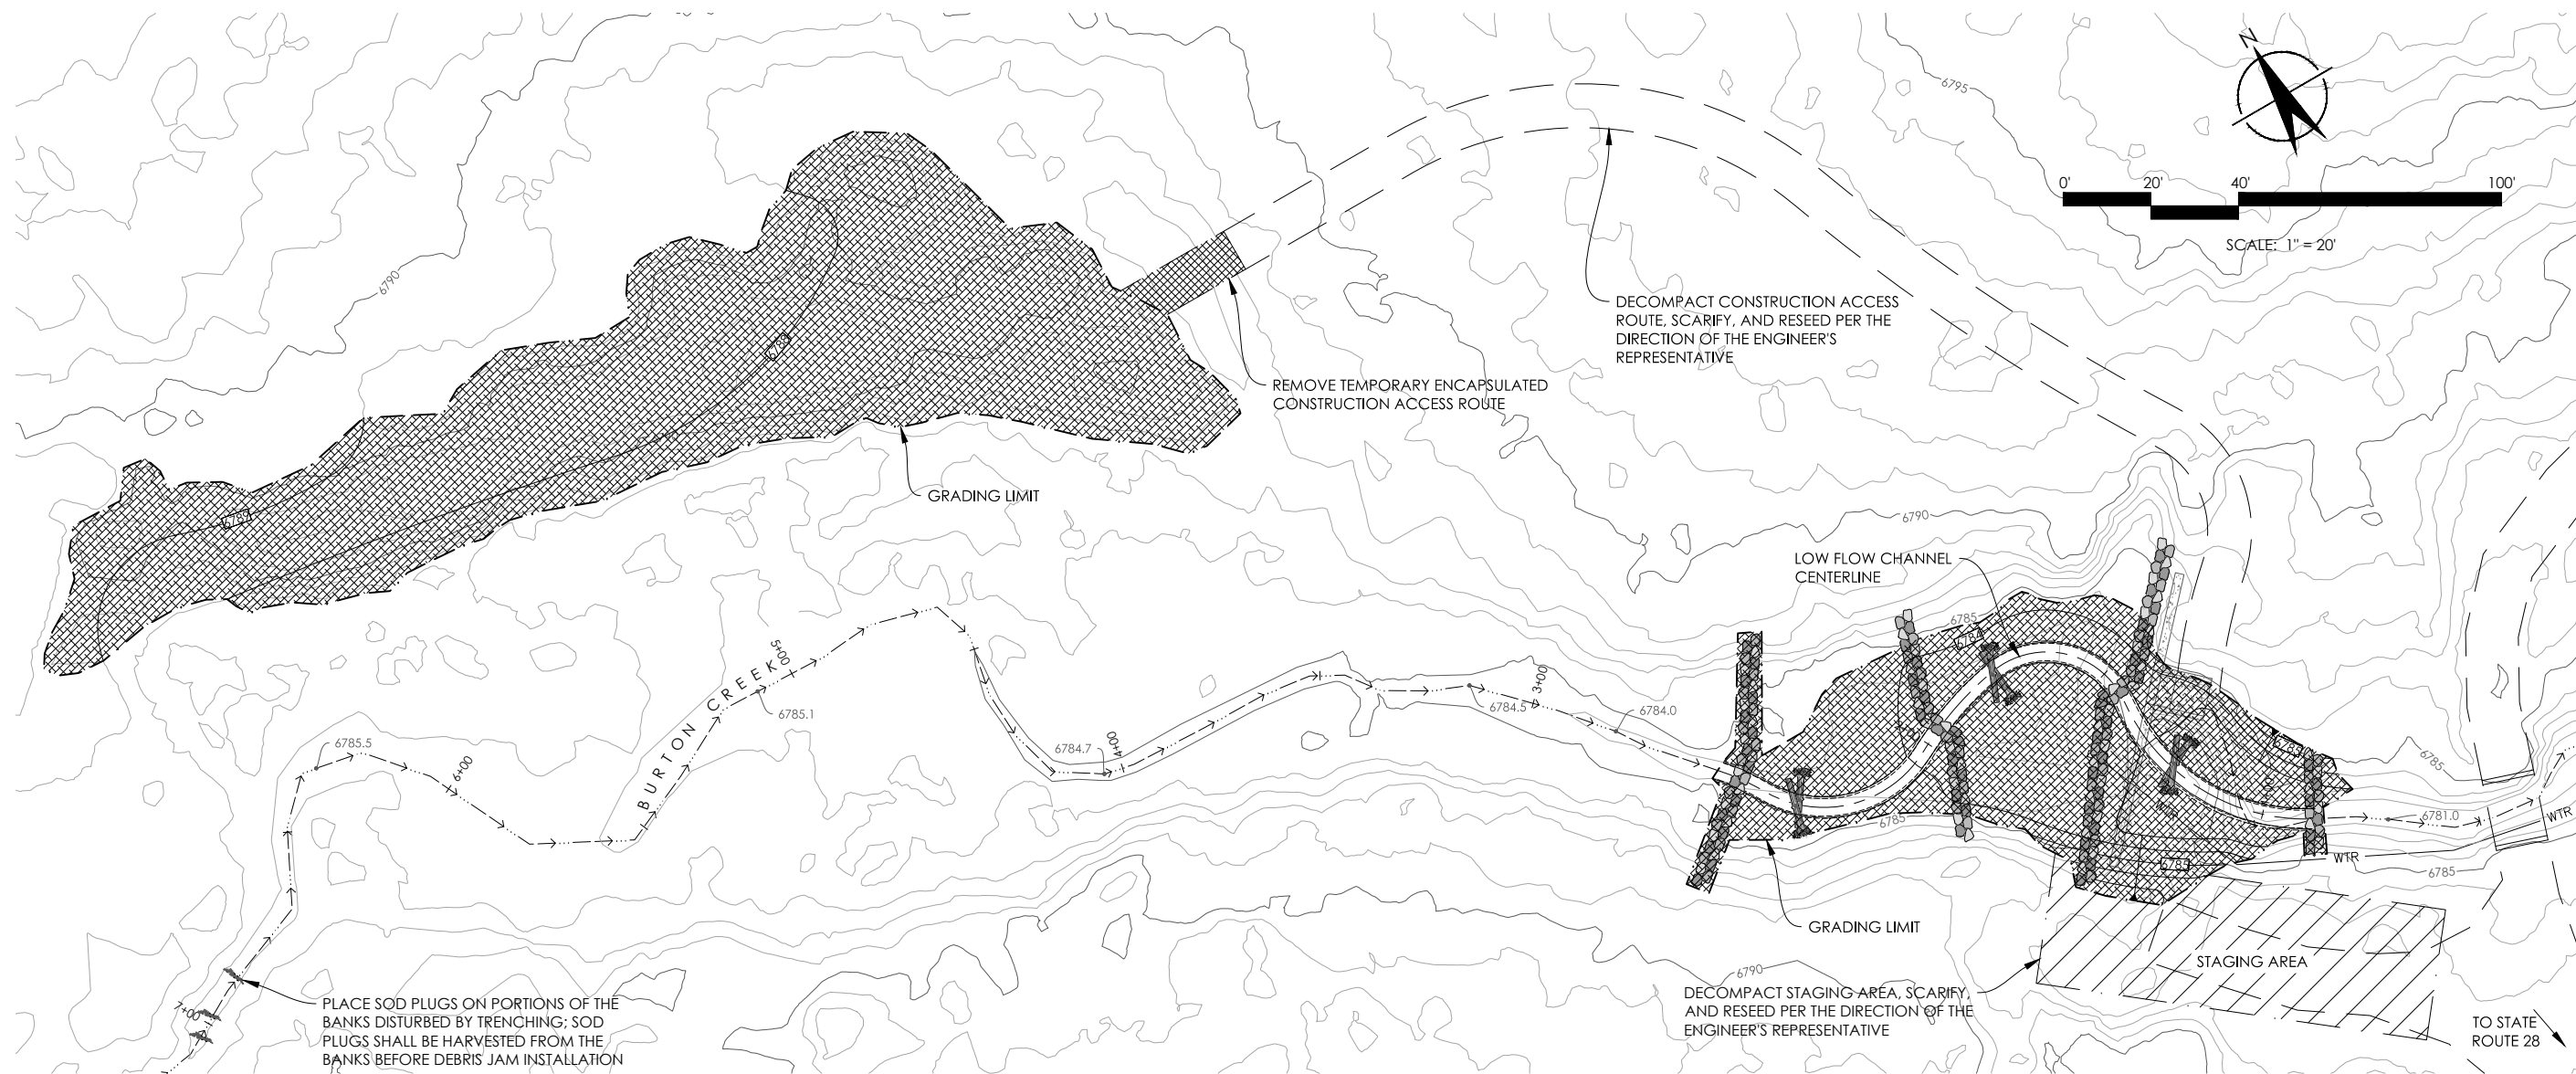 N
6795
0' 20' 40' 100'
SCALE: 1" = 20'
6790
DECOMPACT CONSTRUCTION ACCESS
ROUTE, SCARIFY, AND RESEED PER THE
DIRECTION OF THE ENGINEER'S
REPRESENTATIVE
REMOVE TEMPORARY ENCAPSULATED
CONSTRUCTION ACCESS ROUTE
GRADING LIMIT
6789
6790
LOW FLOW CHANNEL
CENTERLINE
6785
6784
5+00
BURTON CREEK
6785.1
3+00
6784.5
6784.0
6785.5
6784.7
4+00
6+00
6785
6785
6781.0
WTR
WTR
6785
GRADING LIMIT
STAGING AREA
6790
DECOMPACT STAGING AREA, SCARIFY,
AND RESEED PER THE DIRECTION OF THE
ENGINEER'S REPRESENTATIVE
7+00
PLACE SOD PLUGS ON PORTIONS OF THE
BANKS DISTURBED BY TRENCHING; SOD
PLUGS SHALL BE HARVESTED FROM THE
BANKS BEFORE DEBRIS JAM INSTALLATION
TO STATE
ROUTE 28